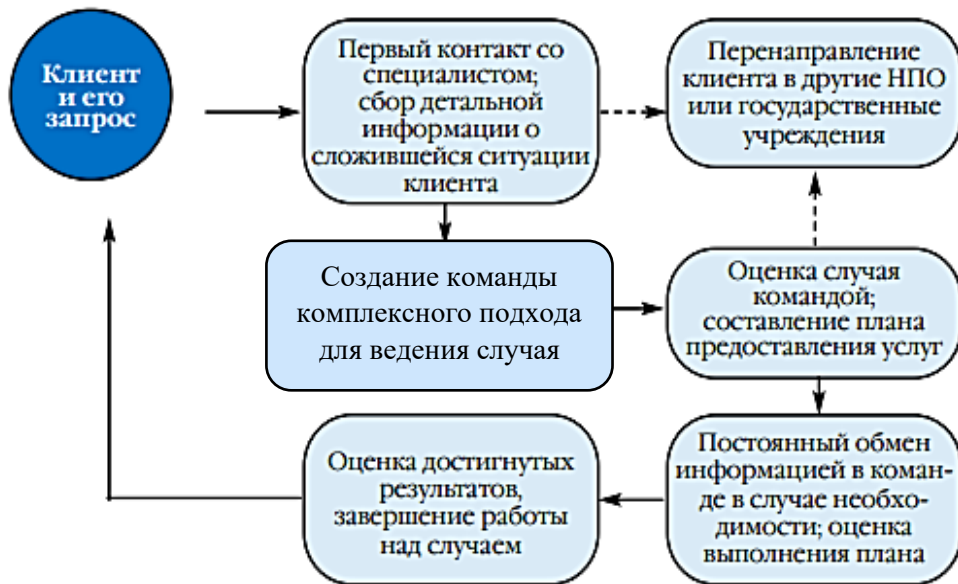 Клиент
и его
запрос
Первый контакт со
специалистом;
сбор детальной
информации о
сложившейся ситуации
клиента
Перенаправление
клиента в другие НПО
или государственные
учреждения
Создание команды
комплексного подхода
для ведения случая
Оценка случая
командой;
составление плана
предоставления услуг
Постоянный обмен
информацией в коман-
де в случае необхо-
димости; оценка
выполнения плана
Оценка достигнутых
результатов,
завершение работы
над случаем